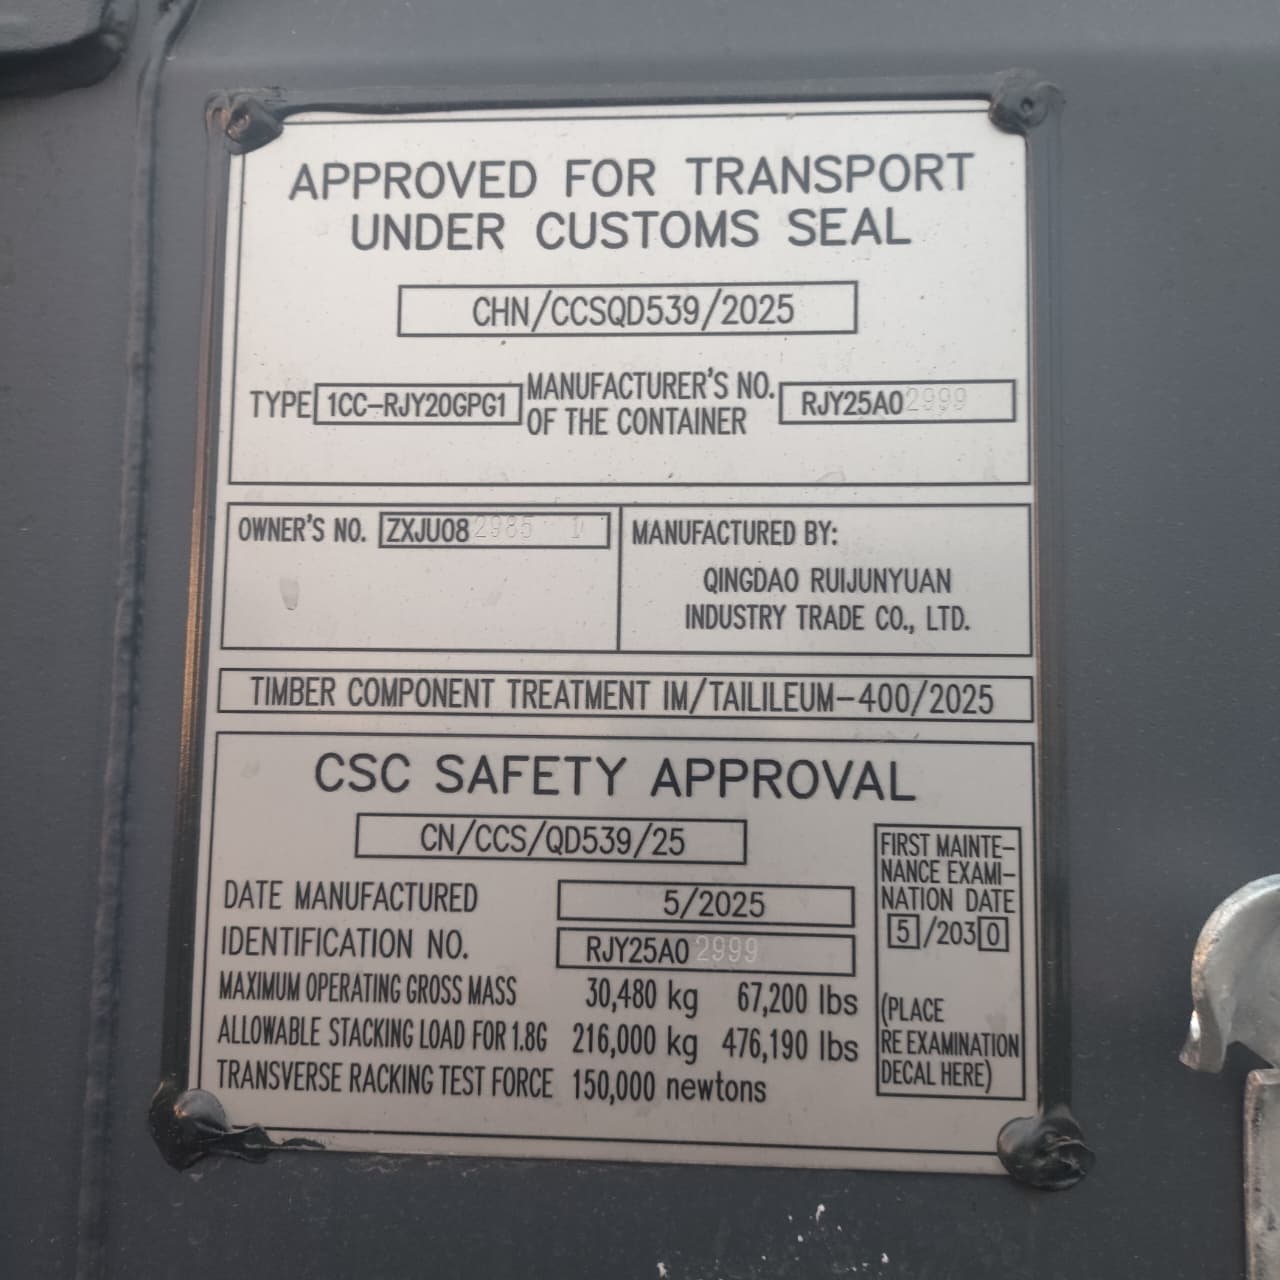 APPROVED FOR TRANSPORT
UNDER CUSTOMS SEAL
CHN/CCSQD539/2025
TYPE 1CC-RJY20GPG1 MANUFACTURER'S NO. OF THE CONTAINER RJY25A02999
OWNER'S NO. ZXJU082985 1
MANUFACTURED BY:
QINGDAO RUIJUNYUAN
INDUSTRY TRADE CO., LTD.
TIMBER COMPONENT TREATMENT IM/TAILILEUM-400/2025
CSC SAFETY APPROVAL
CN/CCS/QD539/25
DATE MANUFACTURED 5/2025
IDENTIFICATION NO. RJY25A02999
MAXIMUM OPERATING GROSS MASS 30,480 kg 67,200 lbs
ALLOWABLE STACKING LOAD FOR 1.8G 216,000 kg 476,190 lbs
TRANSVERSE RACKING TEST FORCE 150,000 newtons
FIRST MAINTE-
NANCE EXAMI-
NATION DATE
5/2030
(PLACE
RE EXAMINATION
DECAL HERE)